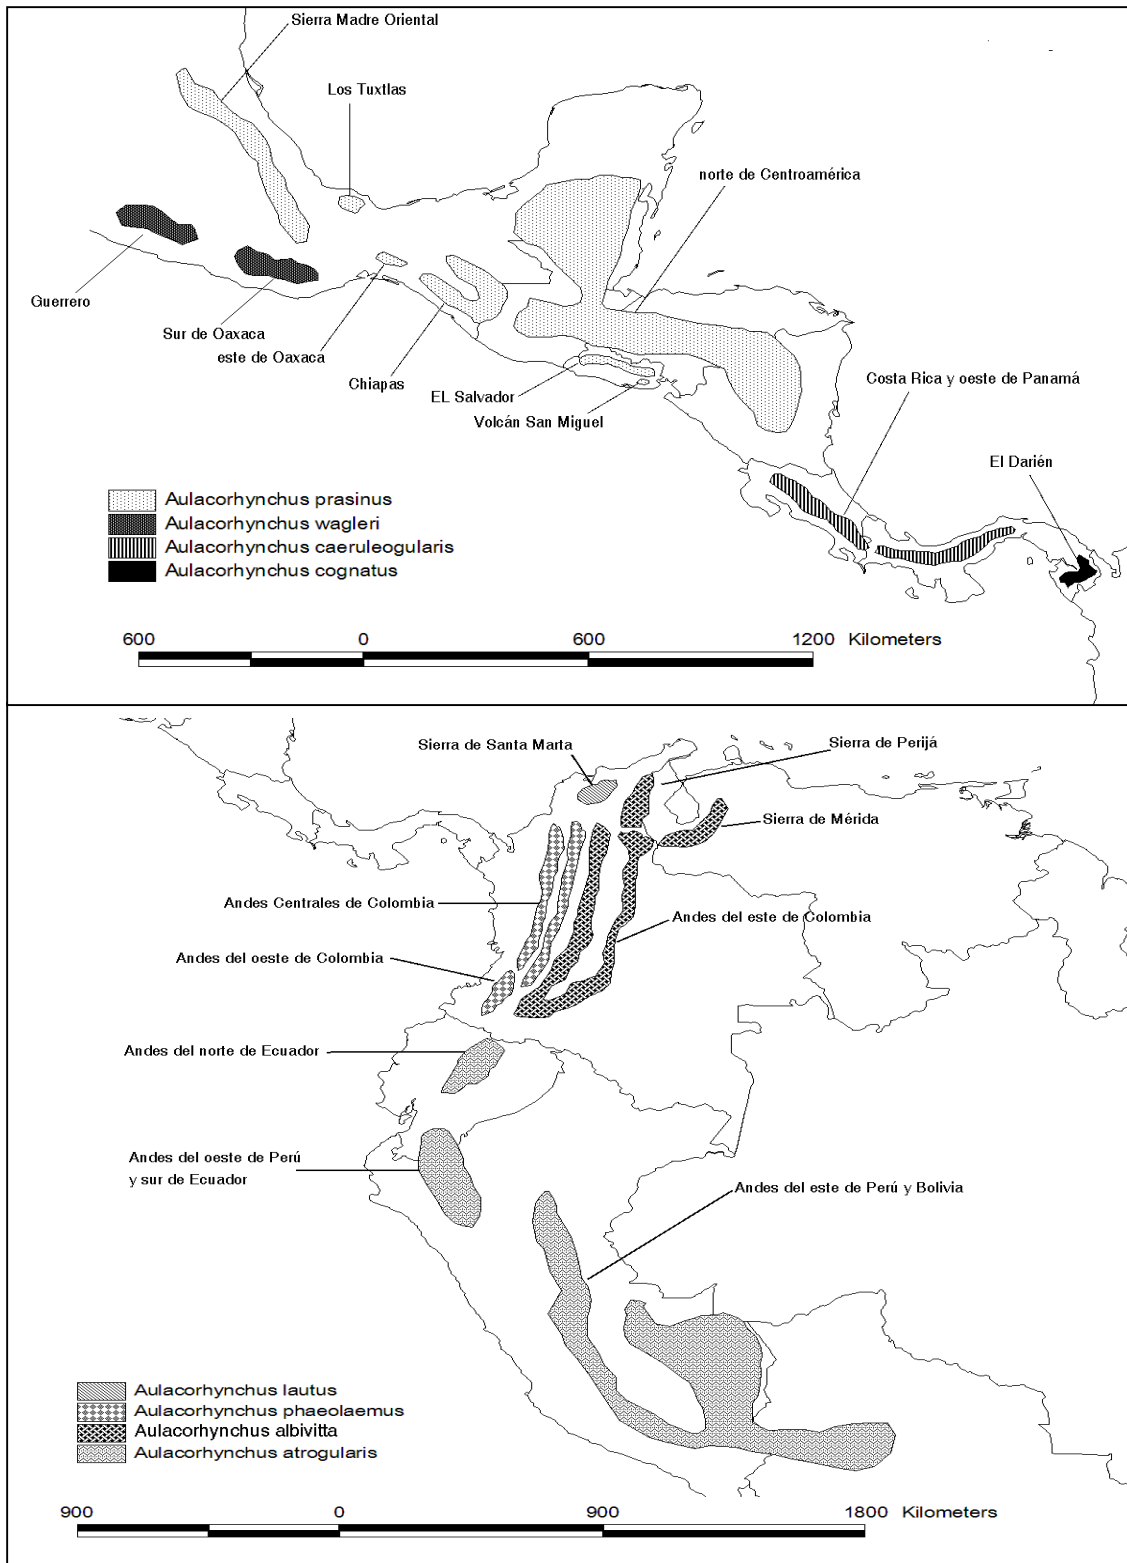 Sierra Madre Oriental
Los Tuxtlas
norte de Centroamérica
Guerrero
Sur de Oaxaca
este de Oaxaca
Chiapas
EL Salvador
Volcán San Miguel
Costa Rica y oeste de Panamá
El Darién
Aulacorhynchus prasinus
Aulacorhynchus wagleri
Aulacorhynchus caeruleogularis
Aulacorhynchus cognatus
600 0 600 1200 Kilometers
Sierra de Santa Marta
Sierra de Perijá
Sierra de Mérida
Andes Centrales de Colombia
Andes del este de Colombia
Andes del oeste de Colombia
Andes del norte de Ecuador
Andes del oeste de Perú
y sur de Ecuador
Andes del este de Perú y Bolivia
Aulacorhynchus lautus
Aulacorhynchus phaeolaemus
Aulacorhynchus albivitta
Aulacorhynchus atrogularis
900 0 900 1800 Kilometers